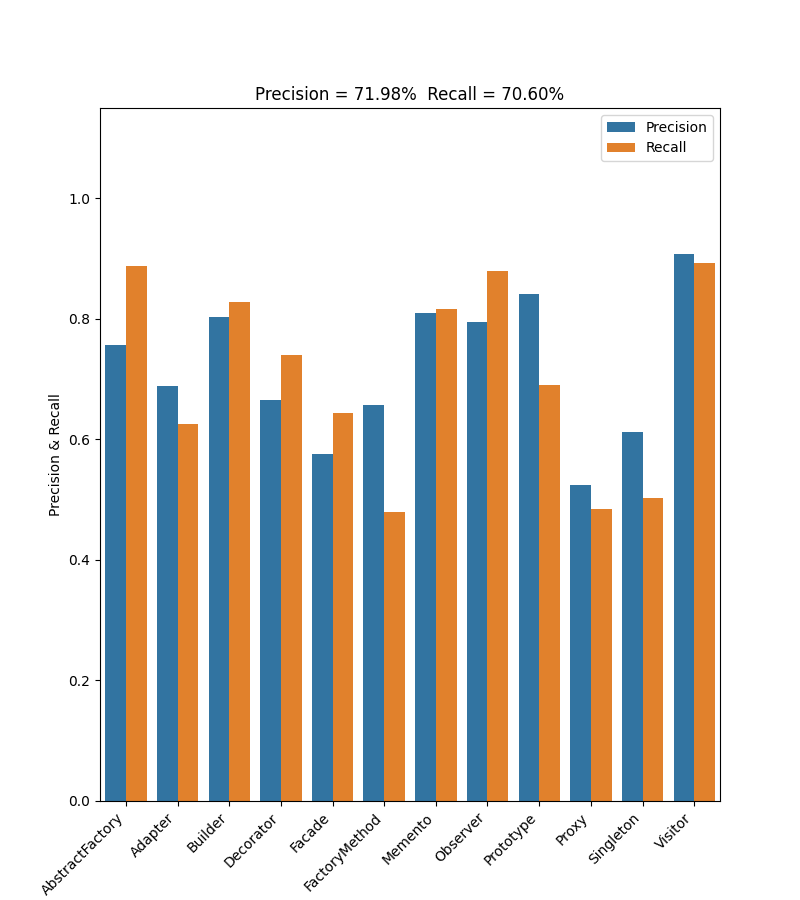 Precision = 71.98%  Recall = 70.60%
Precision
Recall
Precision & Recall
1.0
0.8
0.6
0.4
0.2
0.0
AbstractFactory
Adapter
Builder
Decorator
Facade
FactoryMethod
Memento
Observer
Prototype
Proxy
Singleton
Visitor